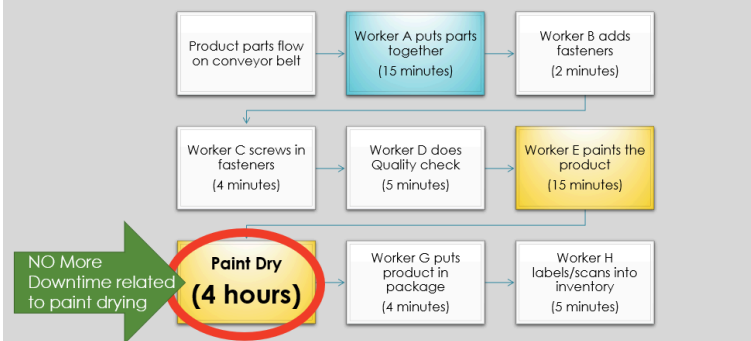 Product parts flow
on conveyor belt
Worker A puts parts
together
(15 minutes)
Worker B adds
fasteners
(2 minutes)
Worker C screws in
fasteners
(4 minutes)
Worker D does
Quality check
(5 minutes)
Worker E paints the
product
(15 minutes)
NO More
Downtime related
to paint drying
Paint Dry
(4 hours)
Worker G puts
product in
package
(4 minutes)
Worker H
labels/scans into
inventory
(5 minutes)